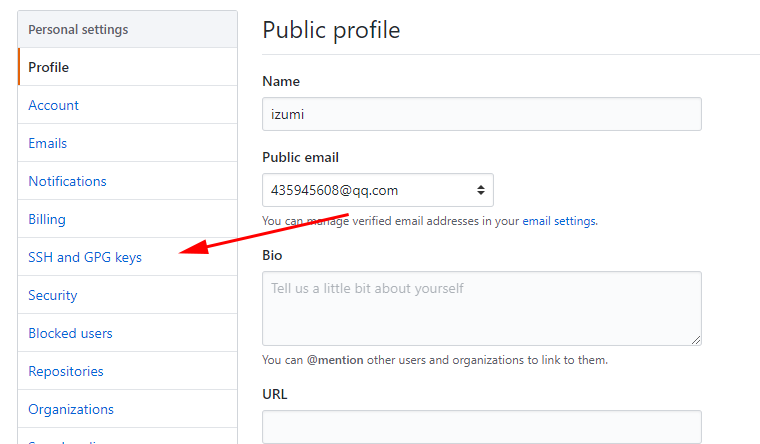 Personal settings
Profile
Account
Emails
Notifications
Billing
SSH and GPG keys
Security
Blocked users
Repositories
Organizations
Public profile
Name
izumi
Public email
435945608@qq.com
You can manage verified email addresses in your email settings.
Bio
Tell us a little bit about yourself
You can @mention other users and organizations to link to them.
URL